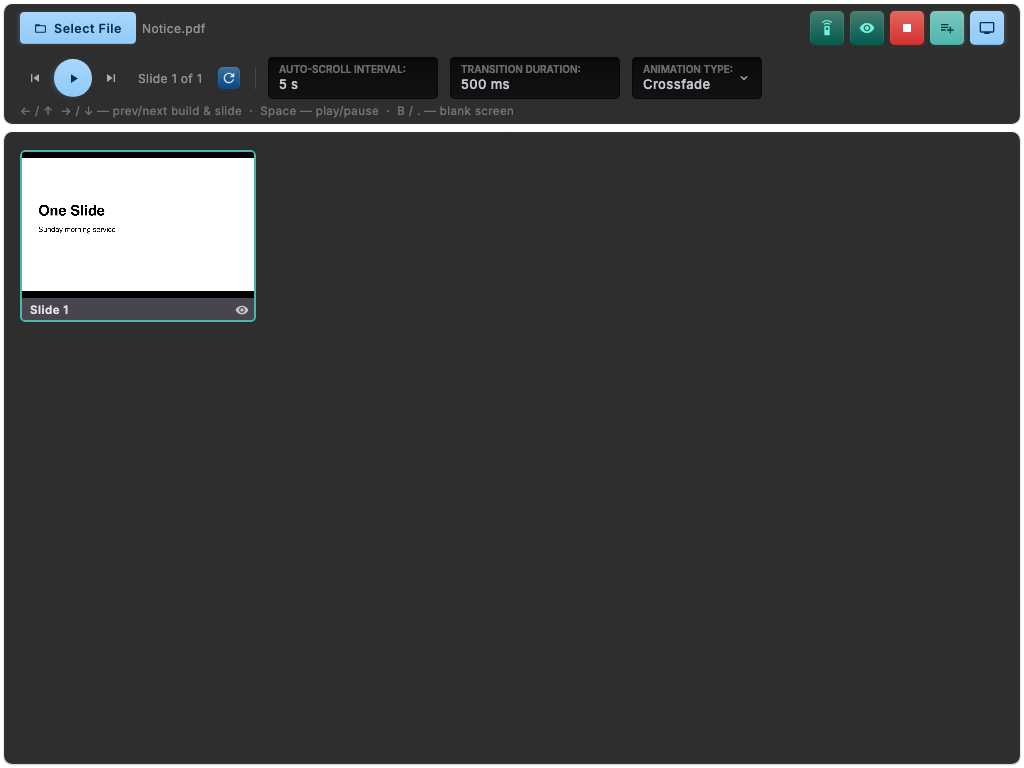 Select File
Notice.pdf
Slide 1 of 1
AUTO-SCROLL INTERVAL:
5 s
TRANSITION DURATION:
500 ms
ANIMATION TYPE:
Crossfade
← / ↑ → / ↓ — prev/next build & slide · Space — play/pause · B / . — blank screen
One Slide
Sunday morning service
Slide 1